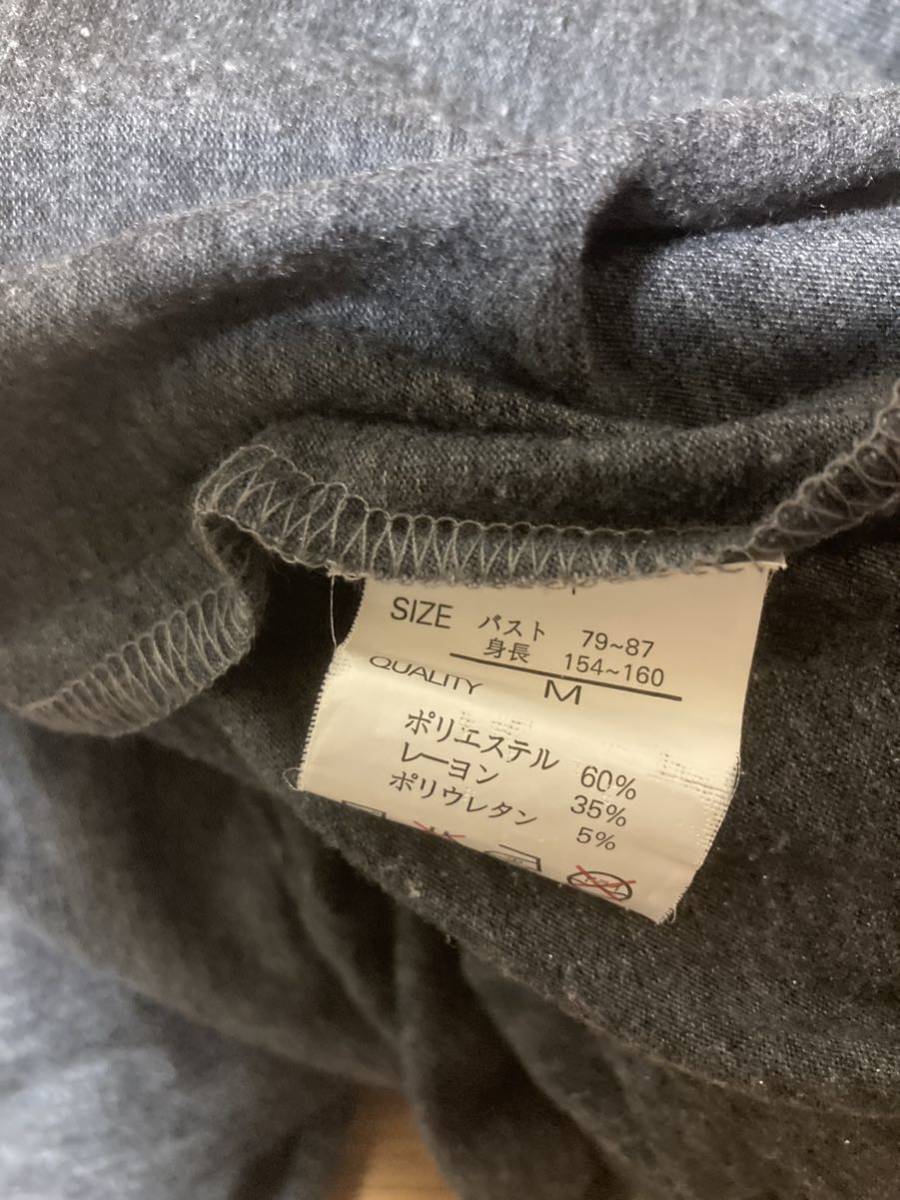 SIZE バスト 79~87
身長 154~160
QUALITY M
ポリエステル 60%
レーヨン 35%
ポリウレタン 5%